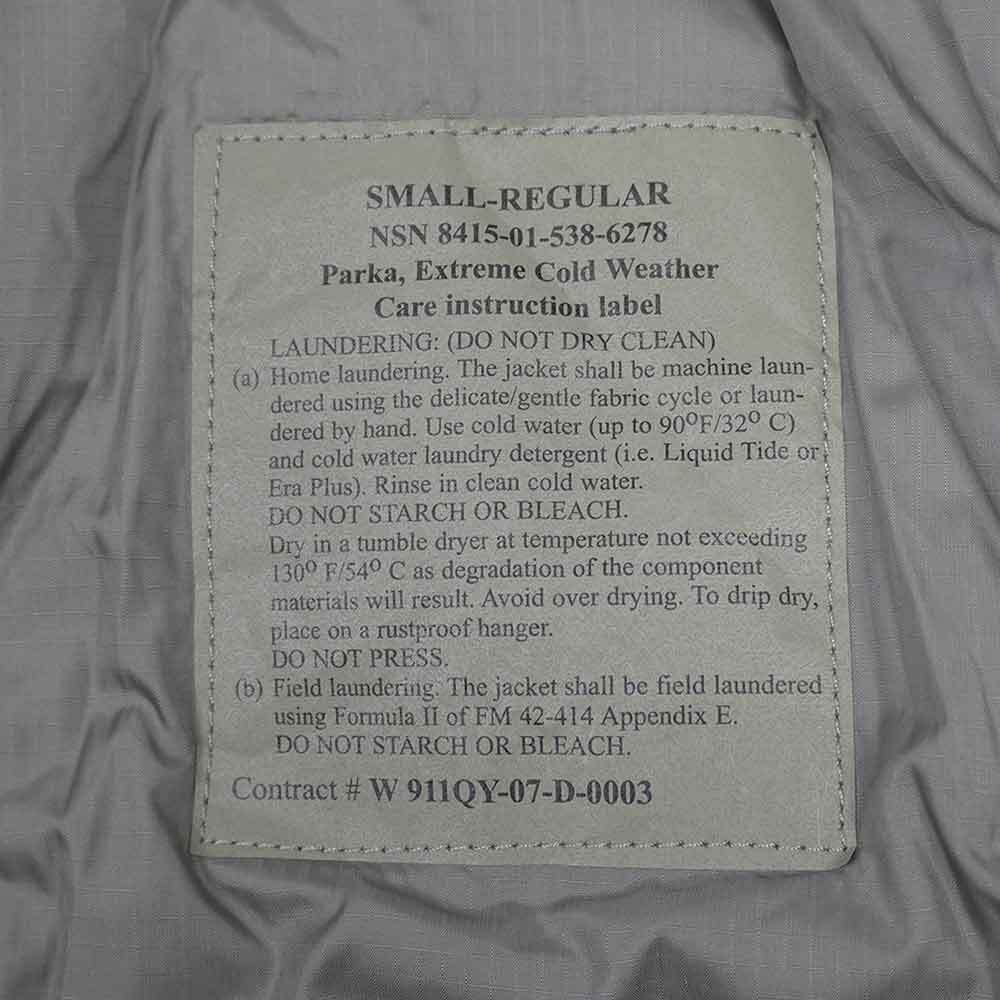 SMALL-REGULAR
NSN 8415-01-538-6278
Parka, Extreme Cold Weather
Care instruction label
LAUNDERING: (DO NOT DRY CLEAN)
(a) Home laundering. The jacket shall be machine laun-
dered using the delicate/gentle fabric cycle or laun-
dered by hand. Use cold water (up to 90⁰F/32⁰ C)
and cold water laundry detergent (i.e. Liquid Tide or
Era Plus). Rinse in clean cold water.
DO NOT STARCH OR BLEACH.
Dry in a tumble dryer at temperature not exceeding
130⁰ F/54⁰ C as degradation of the component
materials will result. Avoid over drying. To drip dry,
place on a rustproof hanger.
DO NOT PRESS.
(b) Field laundering. The jacket shall be field laundered
using Formula II of FM 42-414 Appendix E.
DO NOT STARCH OR BLEACH.
Contract # W 911QY-07-D-0003